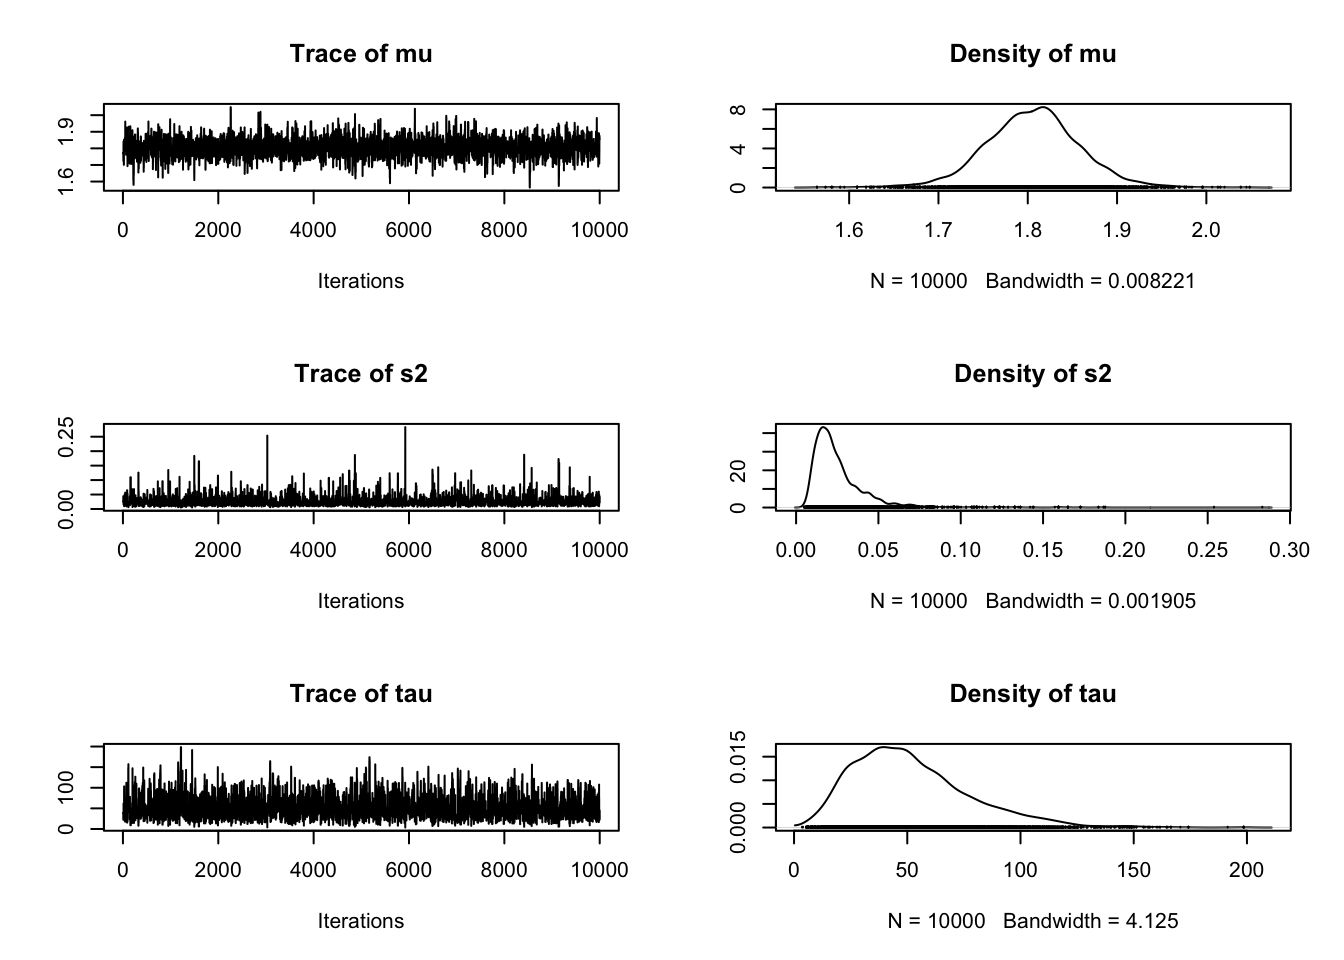 Trace of mu
1.6 1.9
0 2000 4000 6000 8000 10000
Iterations
Density of mu
0 4 8
1.6 1.7 1.8 1.9 2.0
N = 10000 Bandwidth = 0.008221
Trace of s2
0.00 0.25
0 2000 4000 6000 8000 10000
Iterations
Density of s2
0 20
0.00 0.05 0.10 0.15 0.20 0.25 0.30
N = 10000 Bandwidth = 0.001905
Trace of tau
0 100
0 2000 4000 6000 8000 10000
Iterations
Density of tau
0.000 0.015
0 50 100 150 200
N = 10000 Bandwidth = 4.125